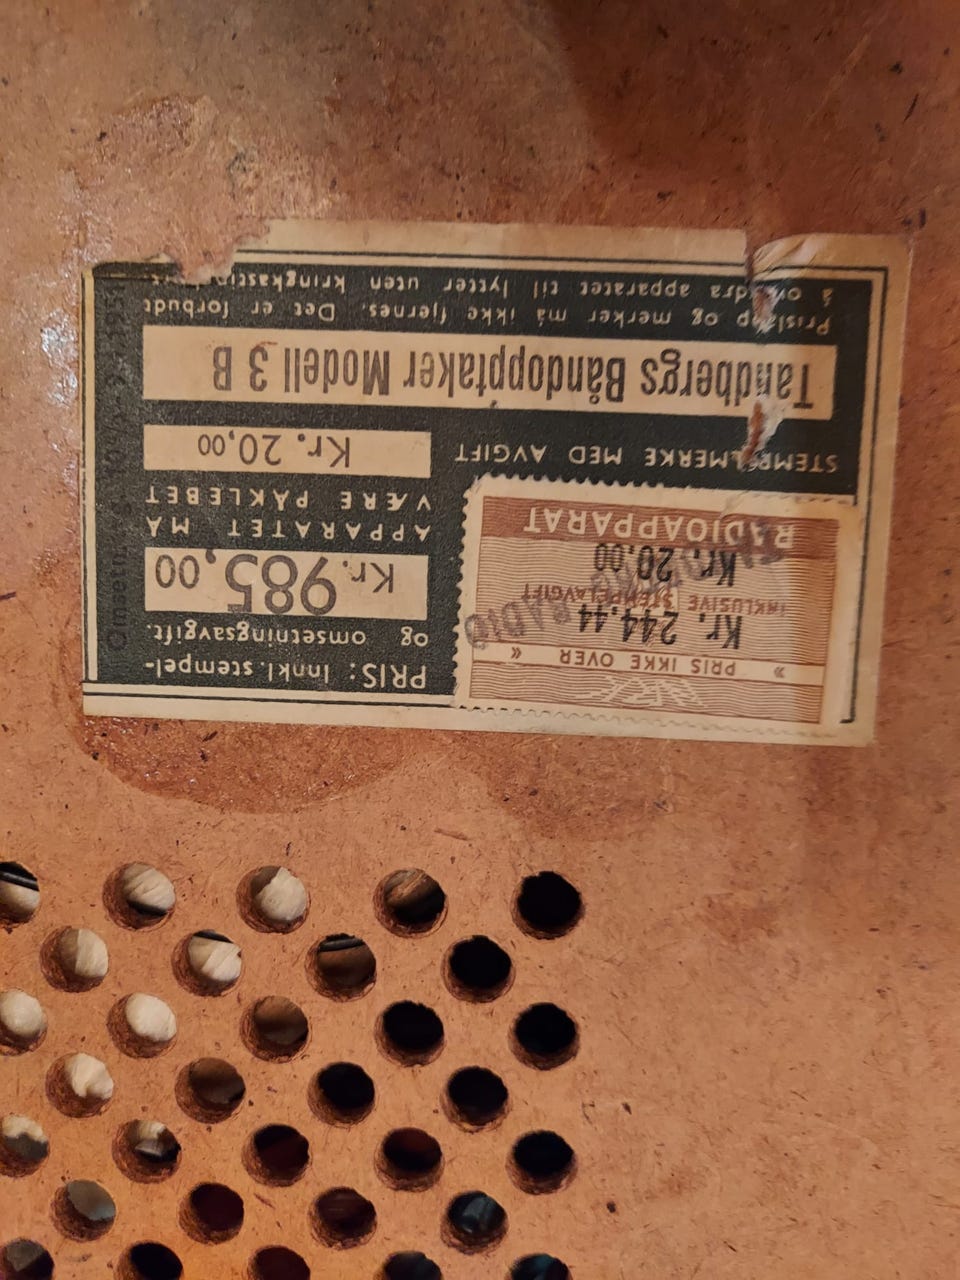 PRIS: Innkl. stempel-
og omsetningsavgift.
Kr. 985,00
APPARATET MÅ
VÆRE PÅKLEBET
Kr. 20,00
» PRIS IKKE OVER «
Kr. 244.44
INKLUSIVE STEMPELAVGIFT
Kr. 20.00
RADIOAPPARAT
RADIO
STEMPELMERKE MED AVGIFT
Tandbergs Båndopptaker Modell 3 B
Prislapp og merker må ikke fjernes. Det er forbudt
å overdra apparatet til lytter uten